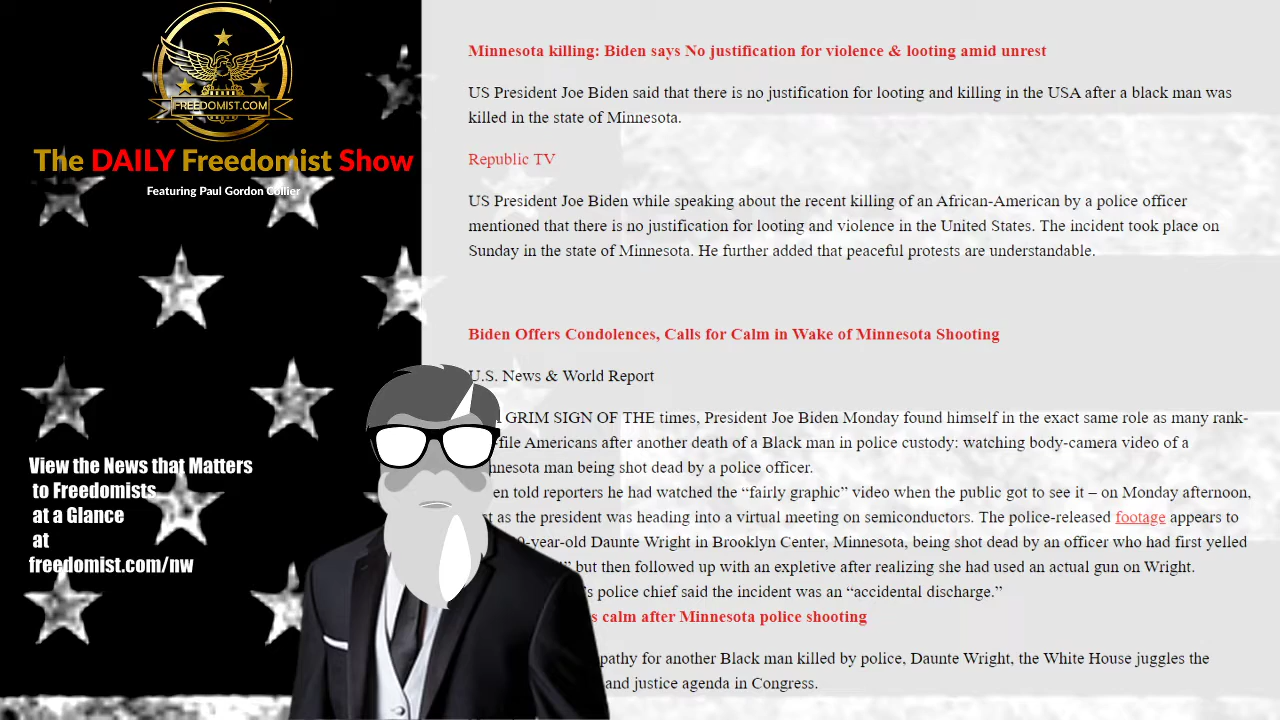 FREEDOMIST.COM
The DAILY Freedomist Show
Featuring Paul Gordon Collier
View the News that Matters
to Freedomists
at a Glance
at
freedomist.com/nw
Minnesota killing: Biden says No justification for violence & looting amid unrest
US President Joe Biden said that there is no justification for looting and killing in the USA after a black man was
killed in the state of Minnesota.
Republic TV
US President Joe Biden while speaking about the recent killing of an African-American by a police officer
mentioned that there is no justification for looting and violence in the United States. The incident took place on
Sunday in the state of Minnesota. He further added that peaceful protests are understandable.
Biden Offers Condolences, Calls for Calm in Wake of Minnesota Shooting
U.S. News & World Report
GRIM SIGN OF THE times, President Joe Biden Monday found himself in the exact same role as many rank-
file Americans after another death of a Black man in police custody: watching body-camera video of a
man being shot dead by a police officer.
told reporters he had watched the “fairly graphic” video when the public got to see it – on Monday afternoon,
as the president was heading into a virtual meeting on semiconductors. The police-released footage appears to
-year-old Daunte Wright in Brooklyn Center, Minnesota, being shot dead by an officer who had first yelled
” but then followed up with an expletive after realizing she had used an actual gun on Wright.
police chief said the incident was an “accidental discharge.”
calm after Minnesota police shooting
for another Black man killed by police, Daunte Wright, the White House juggles the
and justice agenda in Congress.